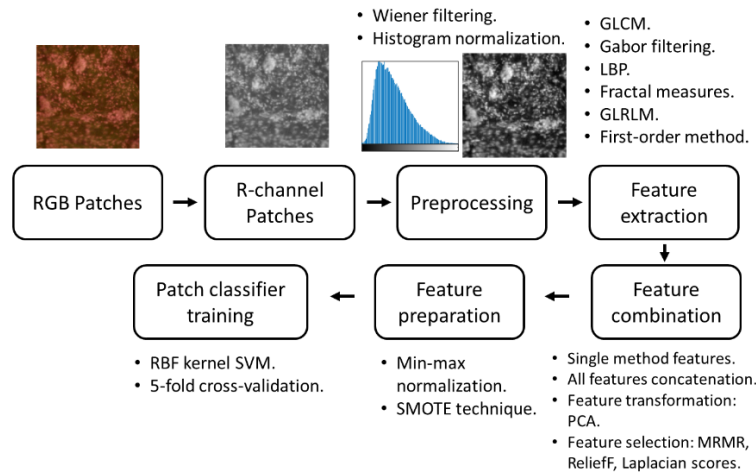 • Wiener filtering.
• Histogram normalization.
• GLCM.
• Gabor filtering.
• LBP.
• Fractal measures.
• GLRLM.
• First-order method.
RGB Patches
R-channel
Patches
Preprocessing
Feature
extraction
Patch classifier
training
Feature
preparation
Feature
combination
• RBF kernel SVM.
• 5-fold cross-validation.
• Min-max
normalization.
• SMOTE technique.
• Single method features.
• All features concatenation.
• Feature transformation:
PCA.
• Feature selection: MRMR,
ReliefF, Laplacian scores.